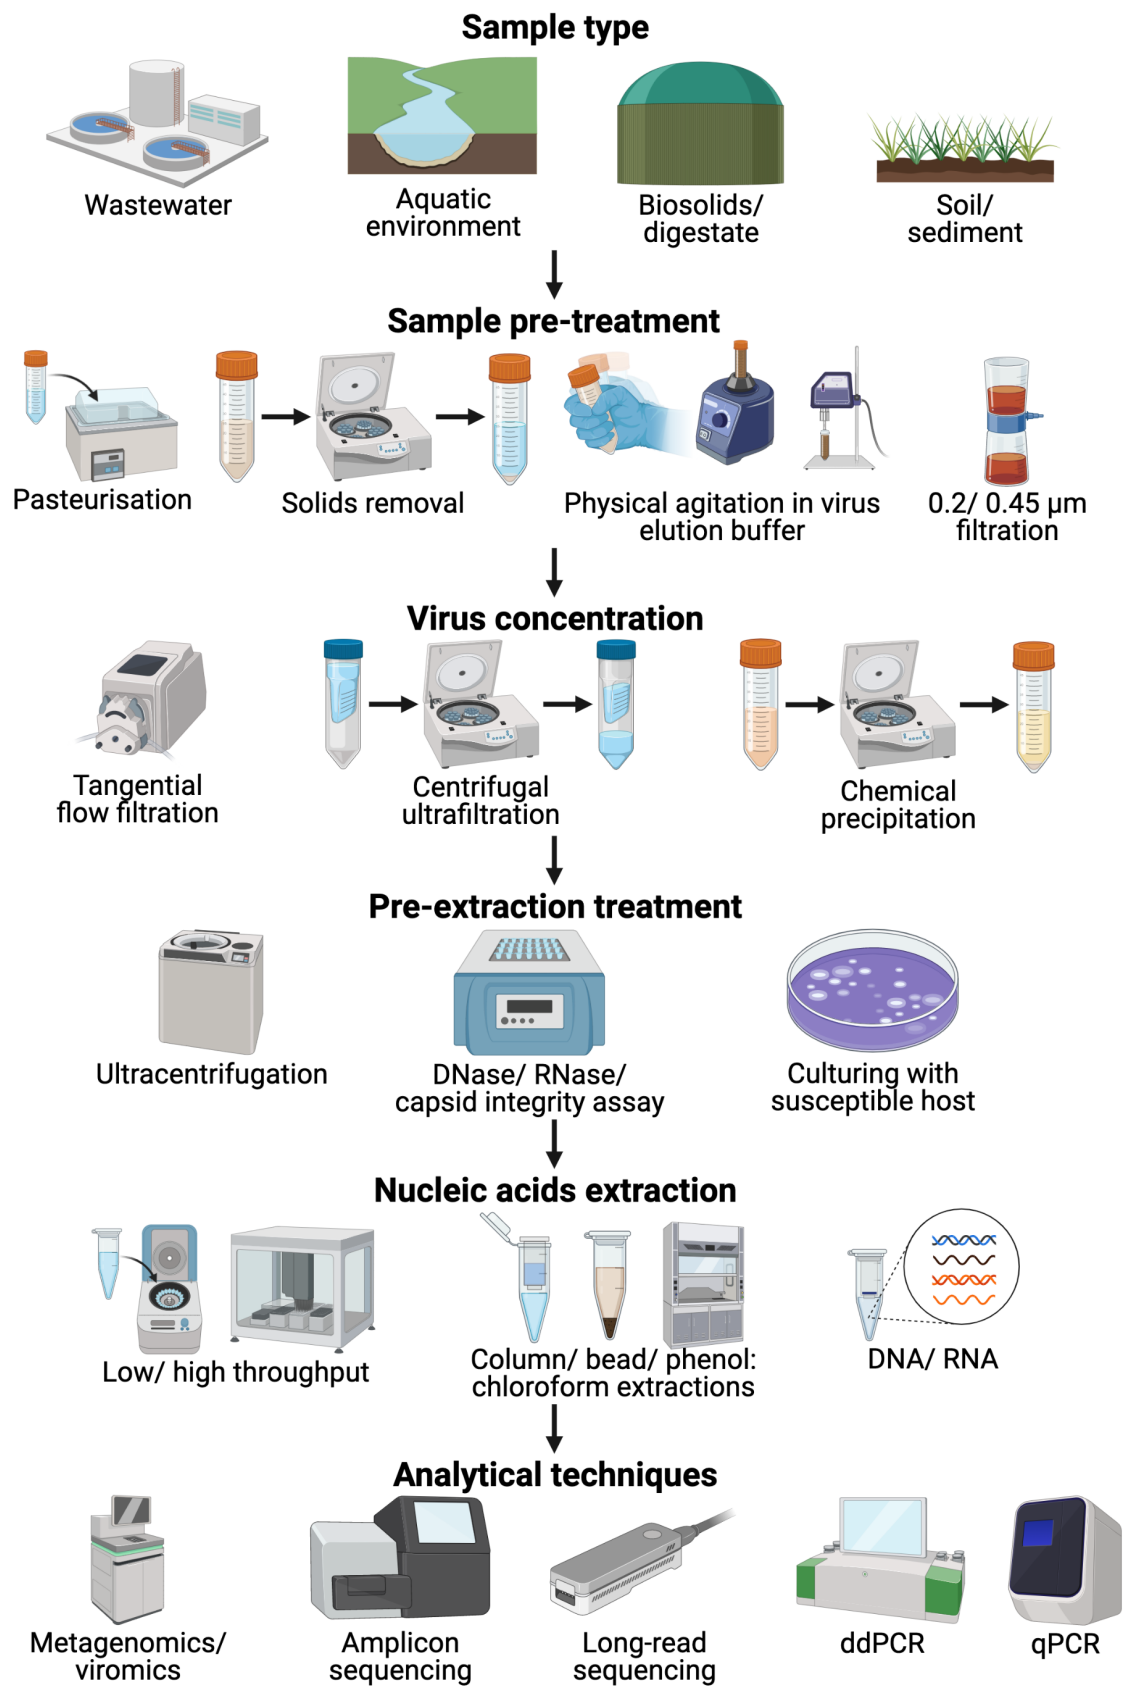 Sample type
Wastewater
Aquatic
environment
Biosolids/
digestate
Soil/
sediment
Sample pre-treatment
Pasteurisation
Solids removal
Physical agitation in virus
elution buffer
0.2/ 0.45 µm
filtration
Virus concentration
Tangential
flow filtration
Centrifugal
ultrafiltration
Chemical
precipitation
Pre-extraction treatment
Ultracentrifugation
DNase/ RNase/
capsid integrity assay
Culturing with
susceptible host
Nucleic acids extraction
Low/ high throughput
Column/ bead/ phenol:
chloroform extractions
DNA/ RNA
Analytical techniques
Metagenomics/
viromics
Amplicon
sequencing
Long-read
sequencing
ddPCR
qPCR